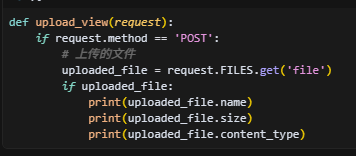 def upload_view(request):
    if request.method == 'POST':
        # 上传的文件
        uploaded_file = request.FILES.get('file')
        if uploaded_file:
            print(uploaded_file.name)
            print(uploaded_file.size)
            print(uploaded_file.content_type)